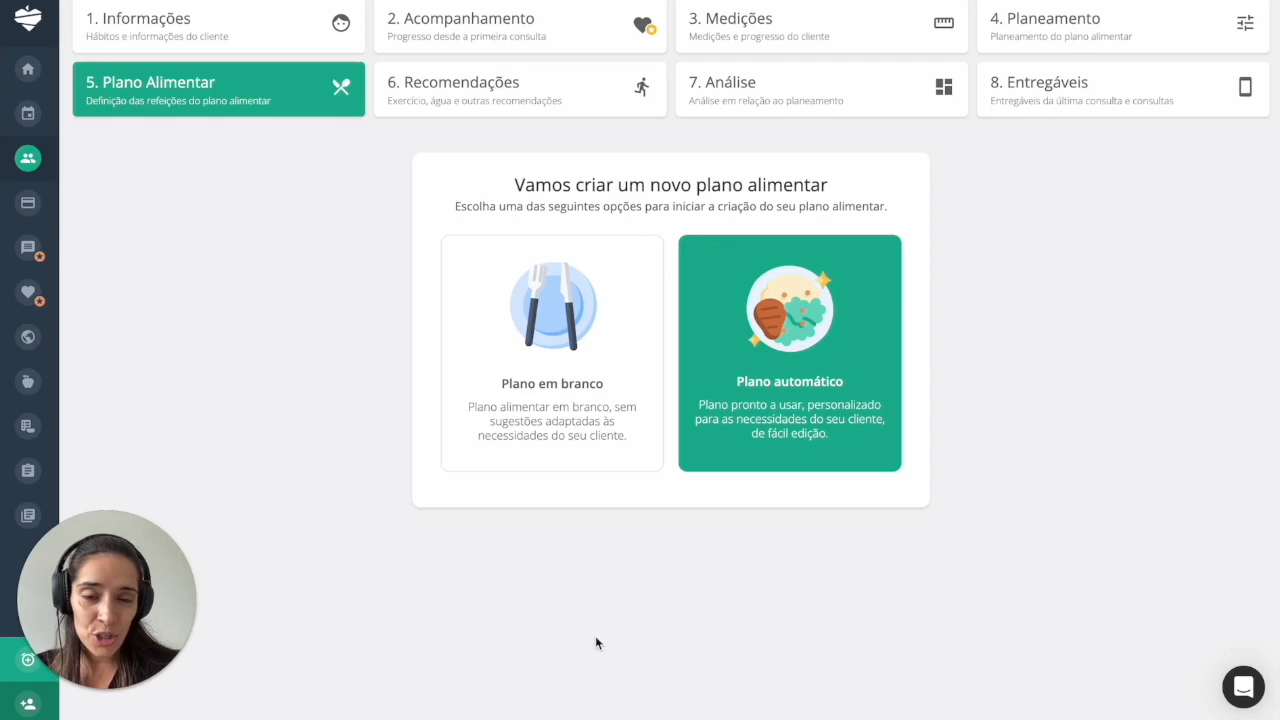 1. Informações
Hábitos e informações do cliente
2. Acompanhamento
Progresso desde a primeira consulta
3. Medições
Medições e progresso do cliente
4. Planeamento
Planeamento do plano alimentar
5. Plano Alimentar
Definição das refeições do plano alimentar
6. Recomendações
Exercício, água e outras recomendações
7. Análise
Análise em relação ao planeamento
8. Entregáveis
Entregáveis da última consulta e consultas
Vamos criar um novo plano alimentar
Escolha uma das seguintes opções para iniciar a criação do seu plano alimentar.
Plano em branco
Plano alimentar em branco, sem
sugestões adaptadas às
necessidades do seu cliente.
Plano automático
Plano pronto a usar, personalizado
para as necessidades do seu cliente,
de fácil edição.